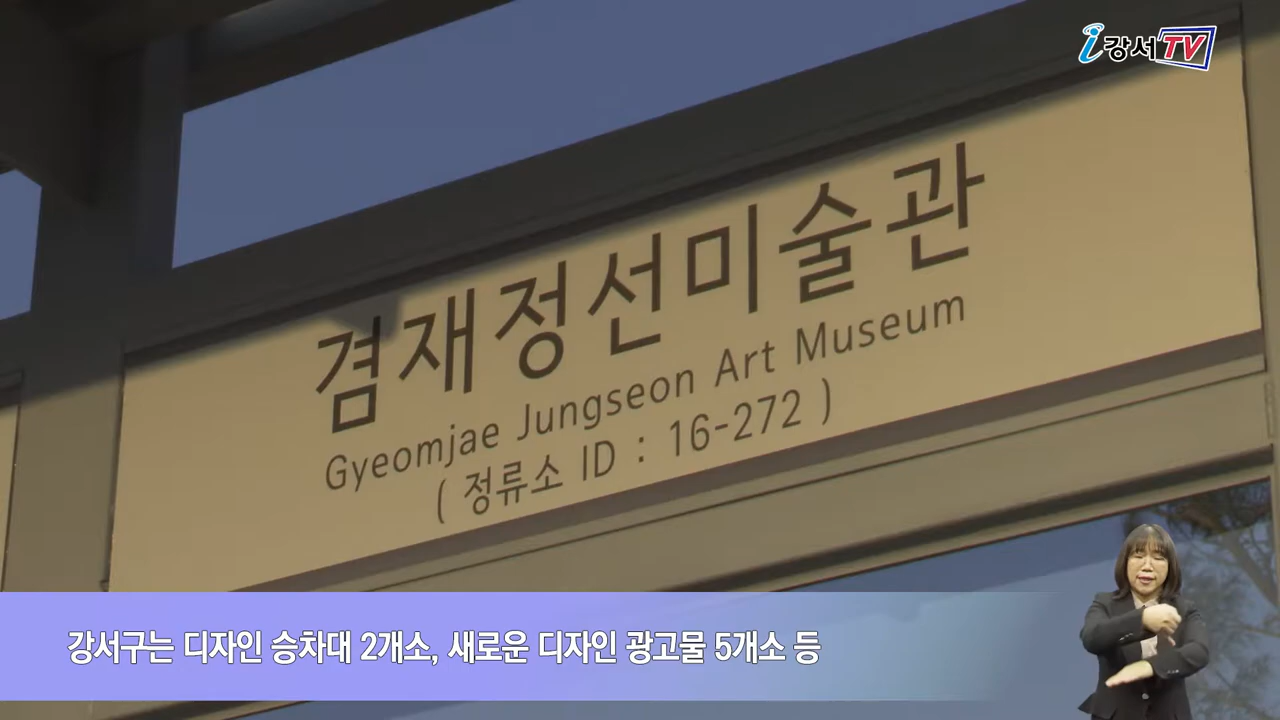 i강서TV
겸재정선미술관
Gyeomjae Jungseon Art Museum
( 정류소 ID : 16-272 )
강서구는 디자인 승차대 2개소, 새로운 디자인 광고물 5개소 등